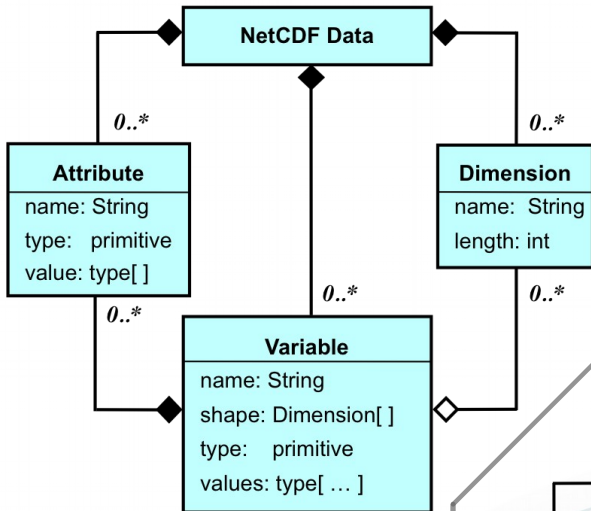 NetCDF Data
0..*
0..*
Attribute
name: String
type: primitive
value: type[ ]
Dimension
name: String
length: int
0..*
0..*
0..*
Variable
name: String
shape: Dimension[ ]
type: primitive
values: type[ ... ]